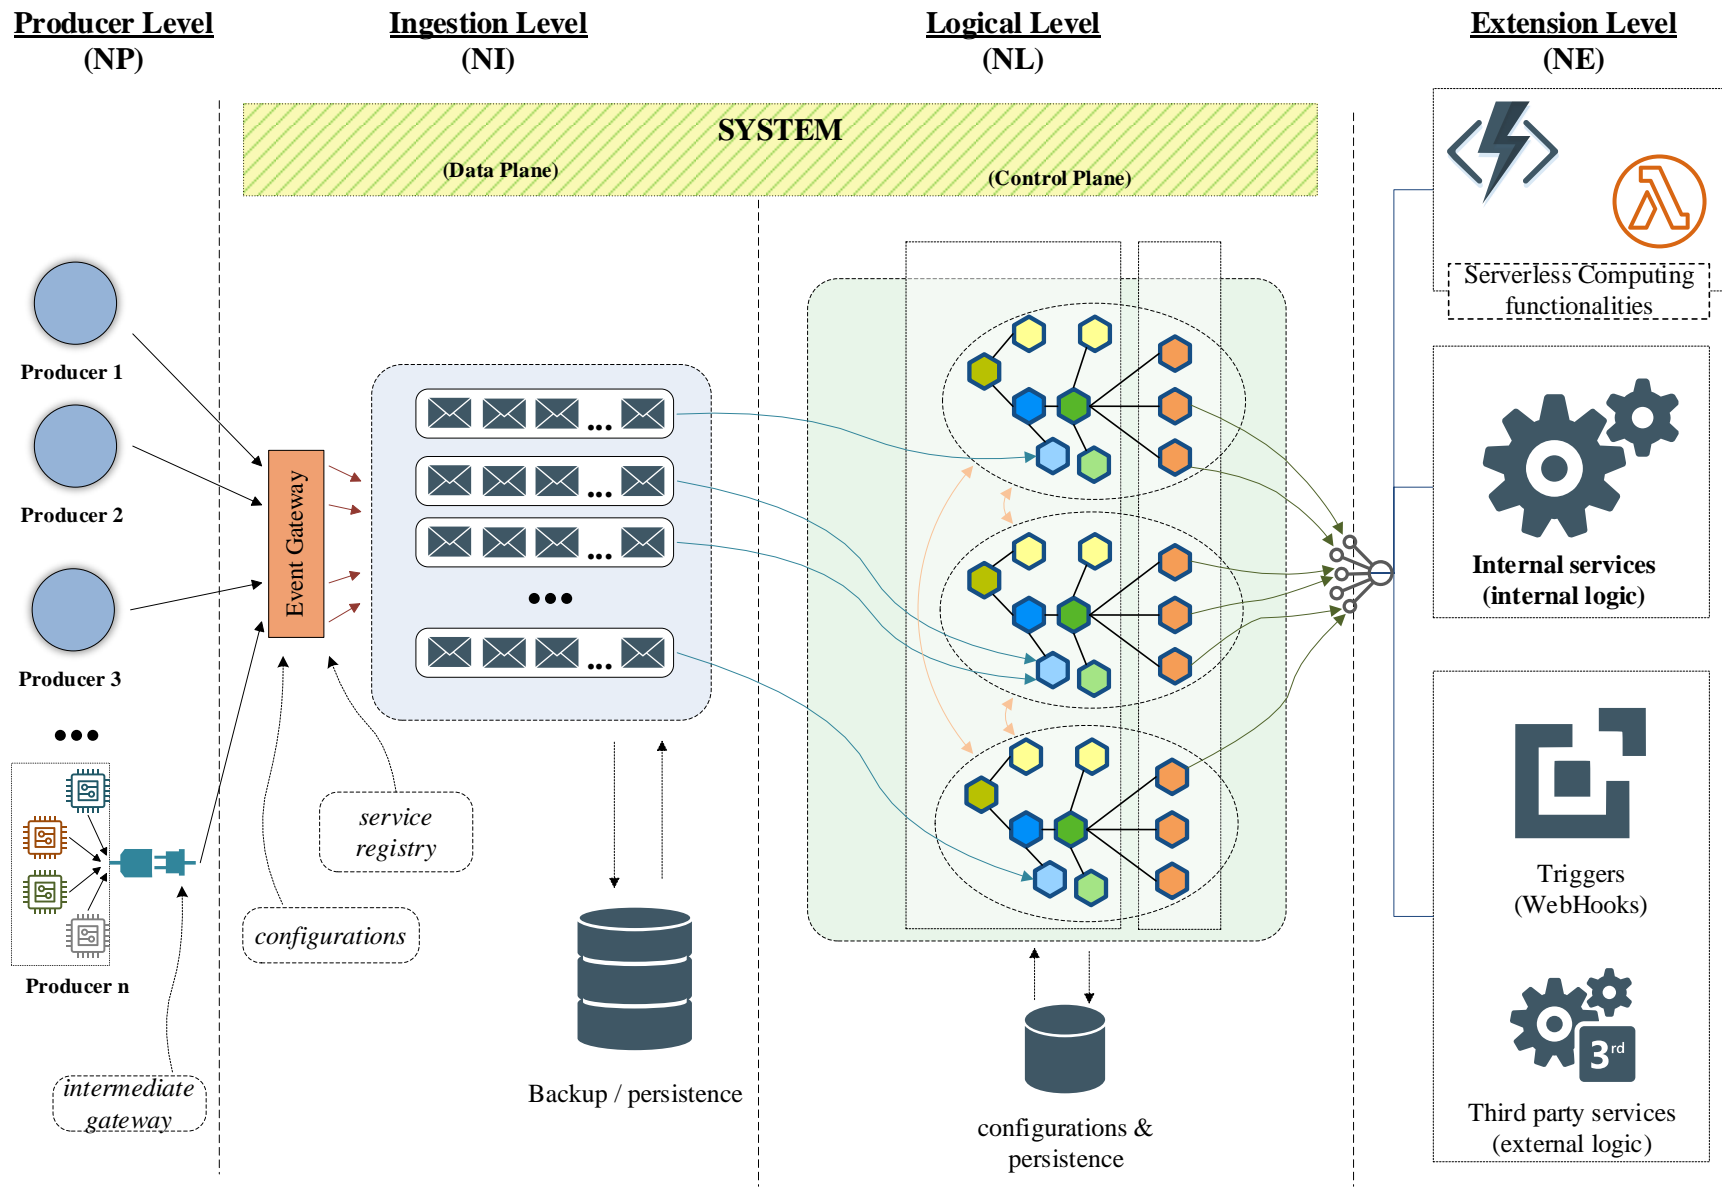 Producer Level
(NP)
Ingestion Level
(NI)
Logical Level
(NL)
Extension Level
(NE)
SYSTEM
(Data Plane)
(Control Plane)
Producer 1
Producer 2
Producer 3
•••
Producer n
intermediate
gateway
Event Gateway
configurations
service
registry
...
...
...
•••
...
Backup / persistence
configurations &
persistence
Serverless Computing
functionalities
Internal services
(internal logic)
Triggers
(WebHooks)
3rd
Third party services
(external logic)